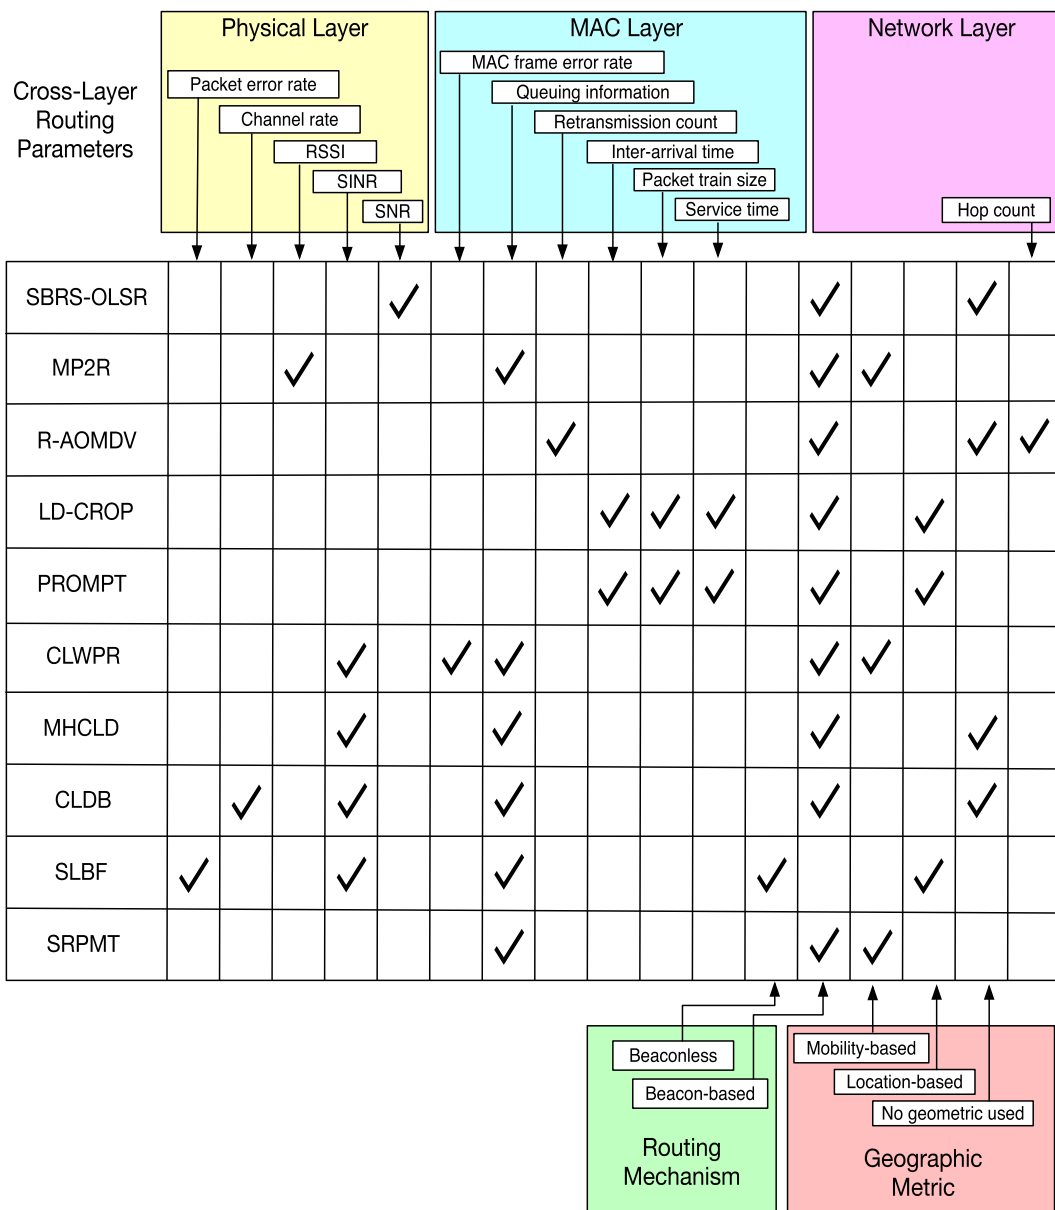 Physical Layer
MAC Layer
Network Layer
Cross-Layer
Routing
Parameters
Packet error rate
Channel rate
RSSI
SINR
SNR
MAC frame error rate
Queuing information
Retransmission count
Inter-arrival time
Packet train size
Service time
Hop count
SBRS-OLSR
MP2R
R-AOMDV
LD-CROP
PROMPT
CLWPR
MHCLD
CLDB
SLBF
SRPMT
Beaconless
Beacon-based
Routing
Mechanism
Mobility-based
Location-based
No geometric used
Geographic
Metric